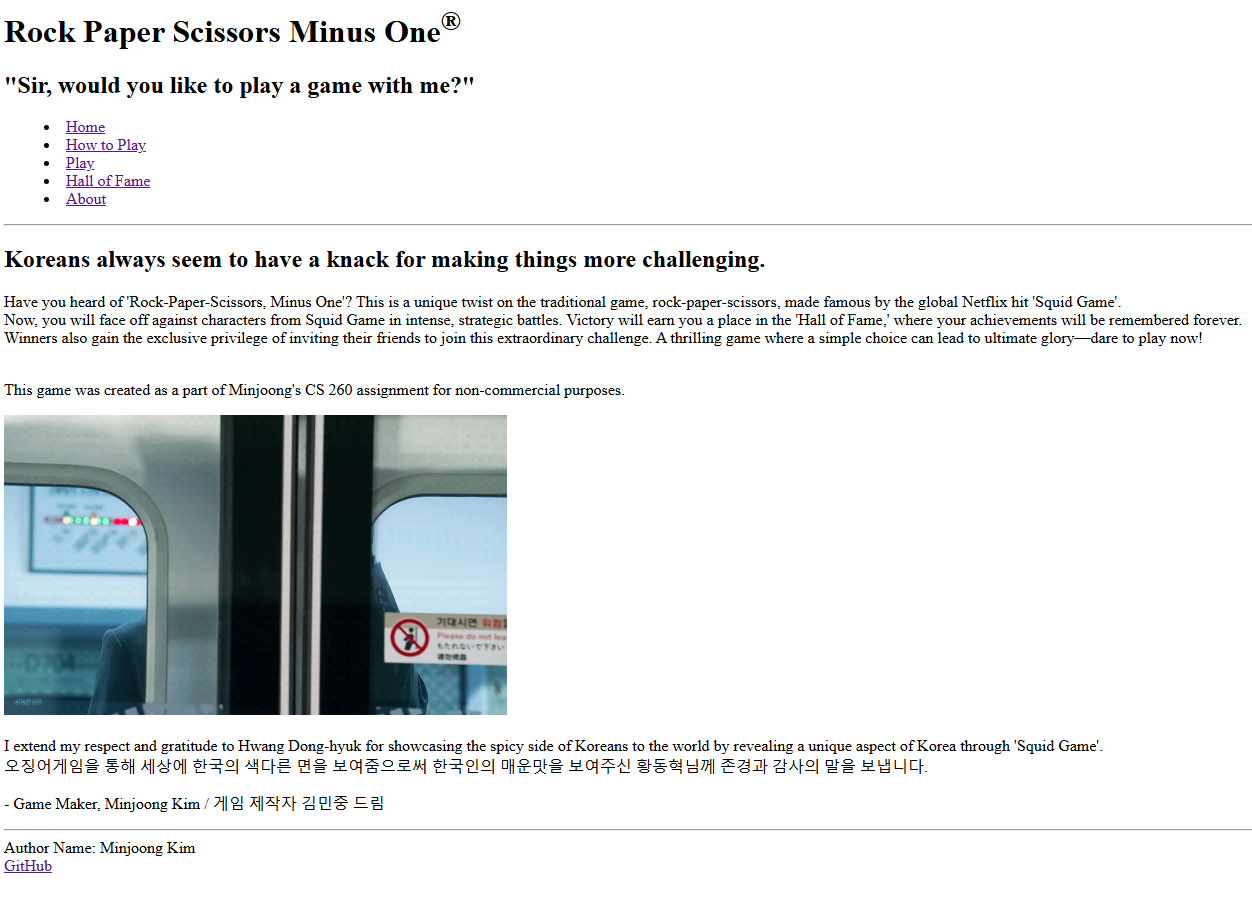 Rock Paper Scissors Minus One®
"Sir, would you like to play a game with me?"
Home
How to Play
Play
Hall of Fame
About
Koreans always seem to have a knack for making things more challenging.
Have you heard of 'Rock-Paper-Scissors, Minus One'? This is a unique twist on the traditional game, rock-paper-scissors, made famous by the global Netflix hit 'Squid Game'.
Now, you will face off against characters from Squid Game in intense, strategic battles. Victory will earn you a place in the 'Hall of Fame,' where your achievements will be remembered forever.
Winners also gain the exclusive privilege of inviting their friends to join this extraordinary challenge. A thrilling game where a simple choice can lead to ultimate glory—dare to play now!
This game was created as a part of Minjoong's CS 260 assignment for non-commercial purposes.
D704
기대시면 위험
Please do not lea
もたれないで下さい
I extend my respect and gratitude to Hwang Dong-hyuk for showcasing the spicy side of Koreans to the world by revealing a unique aspect of Korea through 'Squid Game'.
오징어게임을 통해 세상에 한국의 색다른 면을 보여줌으로써 한국인의 매운맛을 보여주신 황동혁님께 존경과 감사의 말을 보냅니다.
- Game Maker, Minjoong Kim / 게임 제작자 김민중 드림
Author Name: Minjoong Kim
GitHub